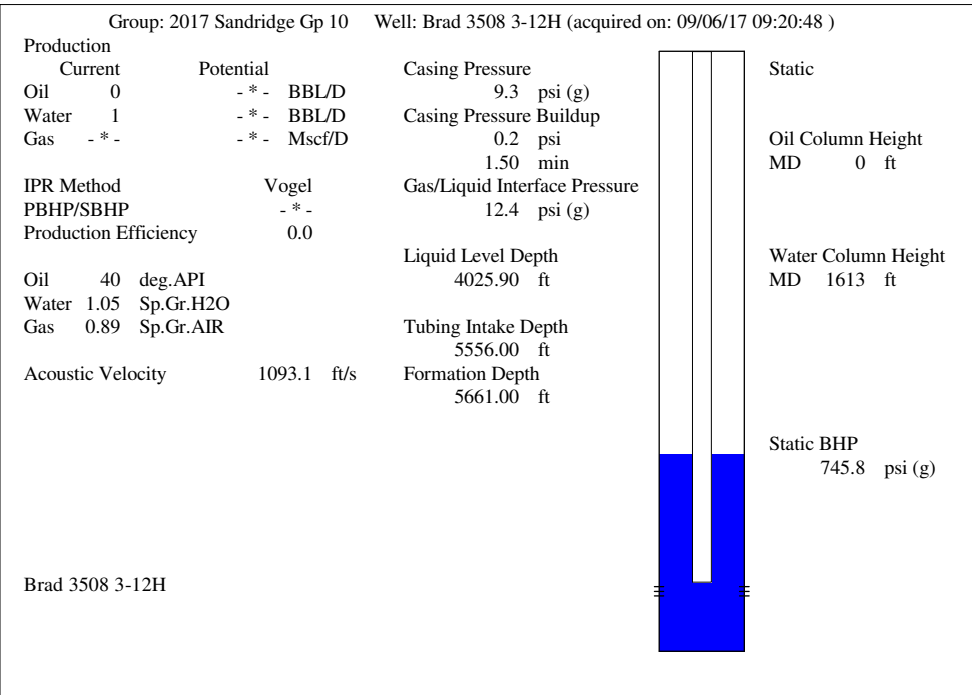 Group: 2017 Sandridge Gp 10 Well: Brad 3508 3-12H (acquired on: 09/06/17 09:20:48 )
Production
Current Potential
Oil 0 - * - BBL/D
Water 1 - * - BBL/D
Gas - * - - * - Mscf/D
IPR Method Vogel
PBHP/SBHP - * -
Production Efficiency 0.0
Oil 40 deg.API
Water 1.05 Sp.Gr.H2O
Gas 0.89 Sp.Gr.AIR
Acoustic Velocity 1093.1 ft/s
Casing Pressure
9.3 psi (g)
Casing Pressure Buildup
0.2 psi
1.50 min
Gas/Liquid Interface Pressure
12.4 psi (g)
Liquid Level Depth
4025.90 ft
Tubing Intake Depth
5556.00 ft
Formation Depth
5661.00 ft
Static
Oil Column Height
MD 0 ft
Water Column Height
MD 1613 ft
Static BHP
745.8 psi (g)
Brad 3508 3-12H